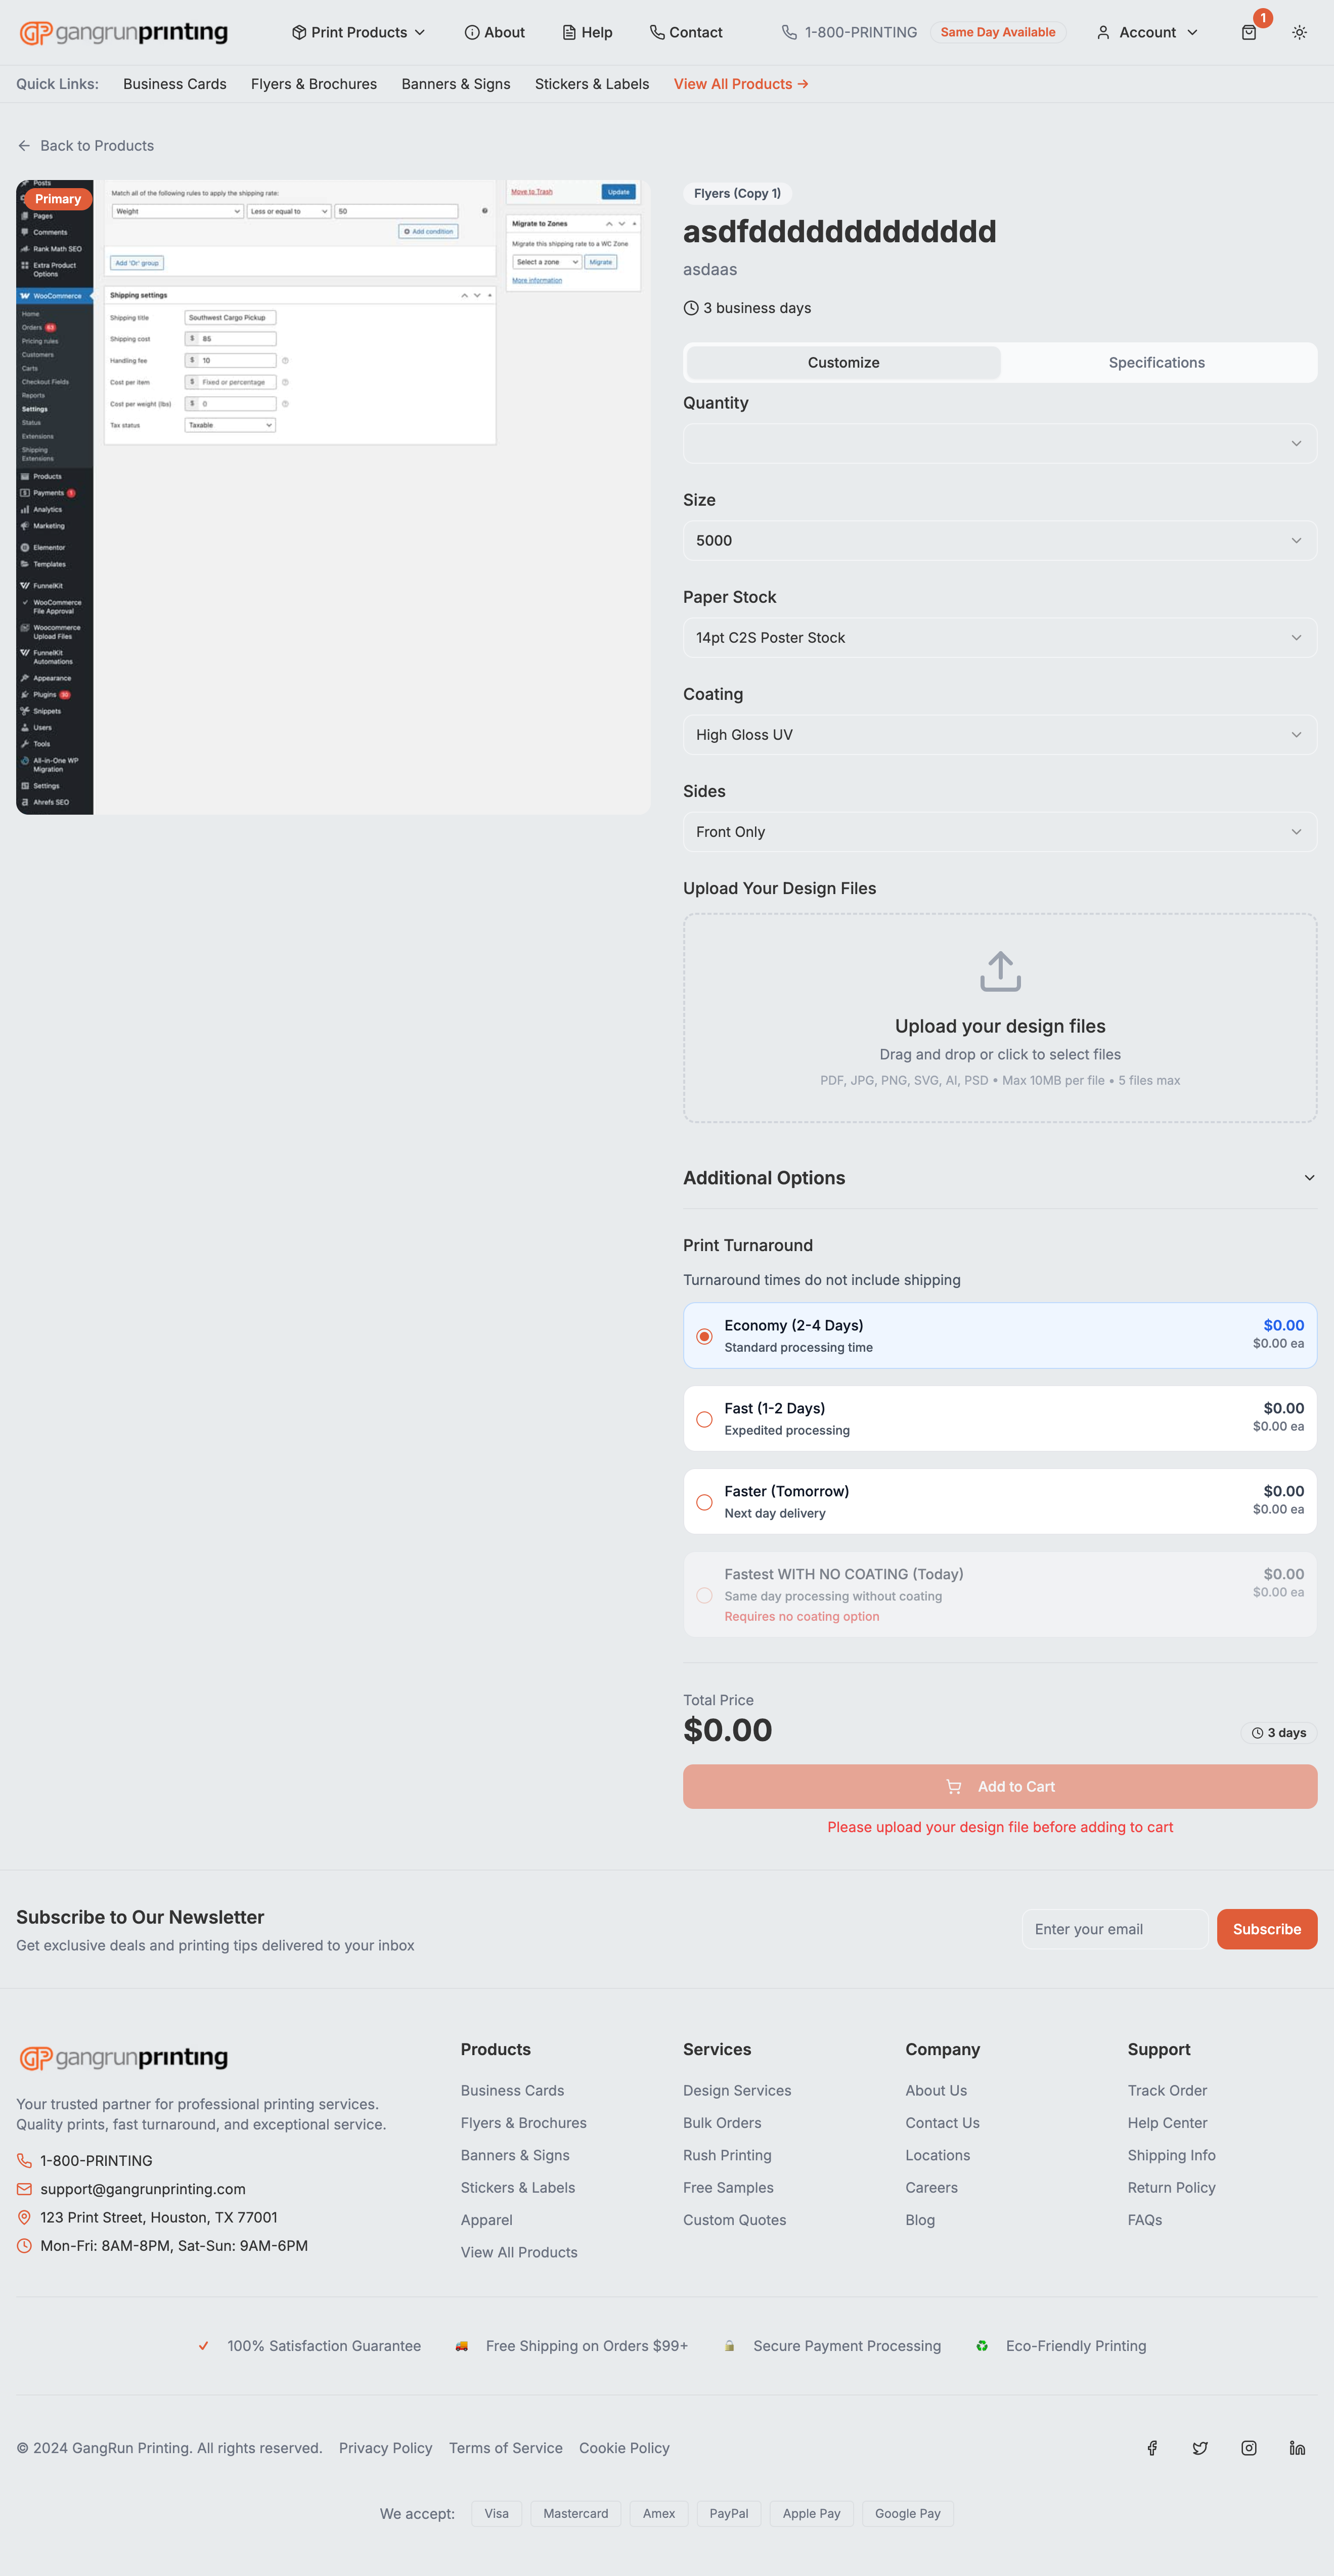 gangrunprinting
Print Products
About
Help
Contact
1-800-PRINTING
Same Day Available
Account
1
Quick Links:
Business Cards
Flyers & Brochures
Banners & Signs
Stickers & Labels
View All Products →
Back to Products
Primary
Posts
Pages
Comments
Rank Math SEO
Extra Product
Options
WooCommerce
Home
Orders 63
Pricing rules
Customers
Carts
Checkout Fields
Reports
Settings
Status
Extensions
Shipping
Extensions
Products
Payments 1
Analytics
Marketing
Elementor
Templates
FunnelKit
WooCommerce
File Approval
Woocommerce
Upload Files
FunnelKit
Automations
Appearance
Plugins
Snippets
Users
Tools
All-in-One WP
Migration
Settings
Ahrefs SEO
Match all of the following rules to apply the shipping rate:
Weight
Less or equal to
50
Add condition
Add 'Or' group
Shipping settings
Shipping title
Southwest Cargo Pickup
Shipping cost
$ 85
Handling fee
$ 10
Cost per item
$ Fixed or percentage
Cost per weight (lbs)
$ 0
Tax status
Taxable
Move to Trash
Update
Migrate to Zones
Migrate this shipping rate to a WC Zone
Select a zone
Migrate
More information
Flyers (Copy 1)
asdfdddddddddddddd
asdaas
3 business days
Customize
Specifications
Quantity
Size
5000
Paper Stock
14pt C2S Poster Stock
Coating
High Gloss UV
Sides
Front Only
Upload Your Design Files
Upload your design files
Drag and drop or click to select files
PDF, JPG, PNG, SVG, AI, PSD • Max 10MB per file • 5 files max
Additional Options
Print Turnaround
Turnaround times do not include shipping
Economy (2-4 Days)
$0.00
Standard processing time
$0.00 ea
Fast (1-2 Days)
$0.00
Expedited processing
$0.00 ea
Faster (Tomorrow)
$0.00
Next day delivery
$0.00 ea
Fastest WITH NO COATING (Today)
$0.00
Same day processing without coating
$0.00 ea
Requires no coating option
Total Price
$0.00
3 days
Add to Cart
Please upload your design file before adding to cart
Subscribe to Our Newsletter
Get exclusive deals and printing tips delivered to your inbox
Enter your email
Subscribe
gangrunprinting
Your trusted partner for professional printing services.
Quality prints, fast turnaround, and exceptional service.
1-800-PRINTING
support@gangrunprinting.com
123 Print Street, Houston, TX 77001
Mon-Fri: 8AM-8PM, Sat-Sun: 9AM-6PM
Products
Business Cards
Flyers & Brochures
Banners & Signs
Stickers & Labels
Apparel
View All Products
Services
Design Services
Bulk Orders
Rush Printing
Free Samples
Custom Quotes
Company
About Us
Contact Us
Locations
Careers
Blog
Support
Track Order
Help Center
Shipping Info
Return Policy
FAQs
100% Satisfaction Guarantee
Free Shipping on Orders $99+
Secure Payment Processing
Eco-Friendly Printing
© 2024 GangRun Printing. All rights reserved.
Privacy Policy
Terms of Service
Cookie Policy
We accept:
Visa
Mastercard
Amex
PayPal
Apple Pay
Google Pay